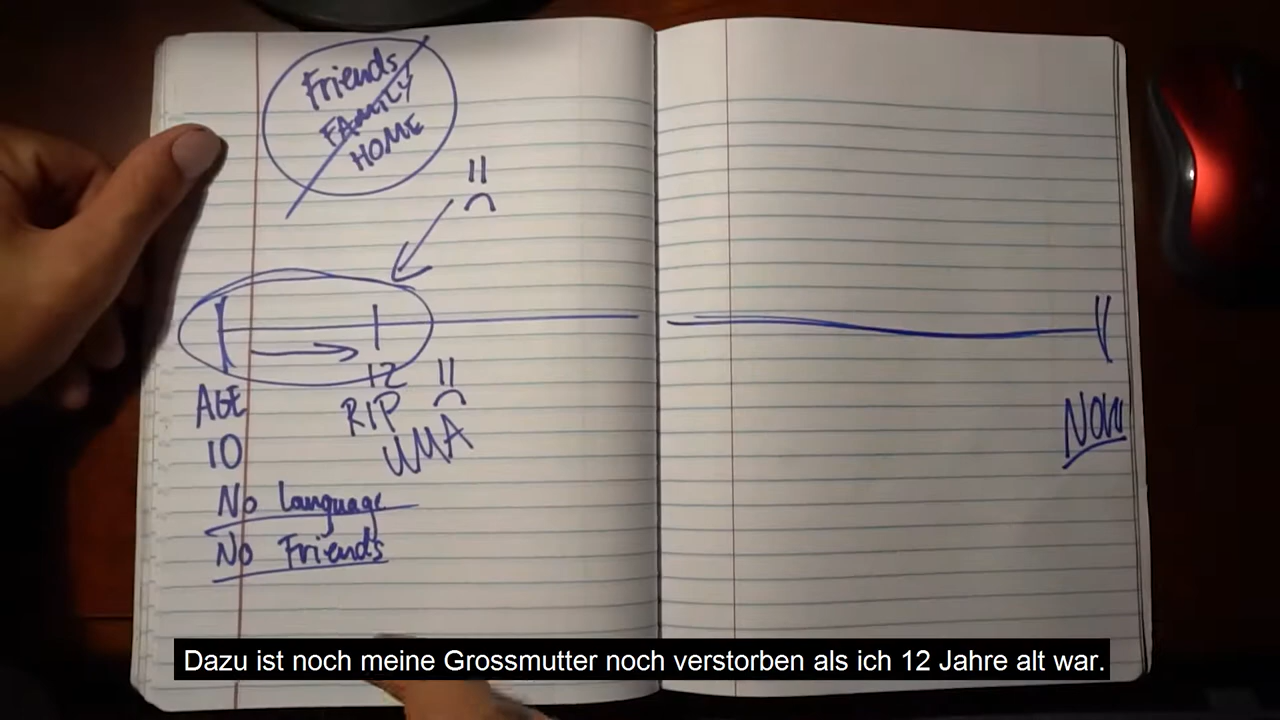 Friends
FAMILY
HOME
12
AGE
RIP
10
UMA
Now
No Language
No Friends
Dazu ist noch meine Grossmutter noch verstorben als ich 12 Jahre alt war.